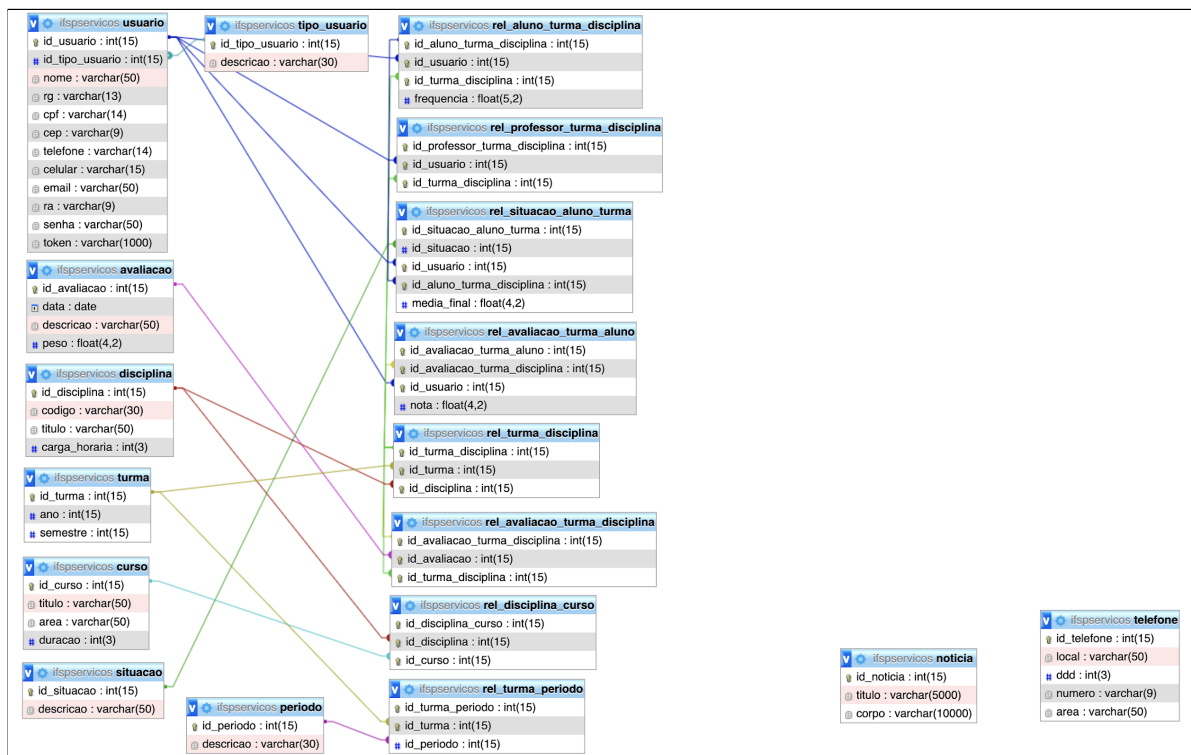 ifspservicos usuario
id_usuario : int(15)
id_tipo_usuario : int(15)
nome : varchar(50)
rg : varchar(13)
cpf : varchar(14)
cep : varchar(9)
telefone : varchar(14)
celular : varchar(15)
email : varchar(50)
ra : varchar(9)
senha : varchar(50)
token : varchar(1000)
ifspservicos tipo_usuario
id_tipo_usuario : int(15)
descricao : varchar(30)
ifspservicos rel_aluno_turma_disciplina
id_aluno_turma_disciplina : int(15)
id_usuario : int(15)
id_turma_disciplina : int(15)
frequencia : float(5,2)
ifspservicos rel_professor_turma_disciplina
id_professor_turma_disciplina : int(15)
id_usuario : int(15)
id_turma_disciplina : int(15)
ifspservicos rel_situacao_aluno_turma
id_situacao_aluno_turma : int(15)
id_situacao : int(15)
id_usuario : int(15)
id_aluno_turma_disciplina : int(15)
media_final : float(4,2)
ifspservicos avaliacao
id_avaliacao : int(15)
data : date
descricao : varchar(50)
peso : float(4,2)
ifspservicos rel_avaliacao_turma_aluno
id_avaliacao_turma_aluno : int(15)
id_avaliacao_turma_disciplina : int(15)
id_usuario : int(15)
nota : float(4,2)
ifspservicos disciplina
id_disciplina : int(15)
codigo : varchar(30)
titulo : varchar(50)
carga_horaria : int(3)
ifspservicos rel_turma_disciplina
id_turma_disciplina : int(15)
id_turma : int(15)
id_disciplina : int(15)
ifspservicos turma
id_turma : int(15)
ano : int(15)
semestre : int(15)
ifspservicos rel_avaliacao_turma_disciplina
id_avaliacao_turma_disciplina : int(15)
id_avaliacao : int(15)
id_turma_disciplina : int(15)
ifspservicos curso
id_curso : int(15)
titulo : varchar(50)
area : varchar(50)
duracao : int(3)
ifspservicos rel_disciplina_curso
id_disciplina_curso : int(15)
id_disciplina : int(15)
id_curso : int(15)
ifspservicos situacao
id_situacao : int(15)
descricao : varchar(50)
ifspservicos periodo
id_periodo : int(15)
descricao : varchar(30)
ifspservicos rel_turma_periodo
id_turma_periodo : int(15)
id_turma : int(15)
id_periodo : int(15)
ifspservicos noticia
id_noticia : int(15)
titulo : varchar(5000)
corpo : varchar(10000)
ifspservicos telefone
id_telefone : int(15)
local : varchar(50)
ddd : int(3)
numero : varchar(9)
area : varchar(50)